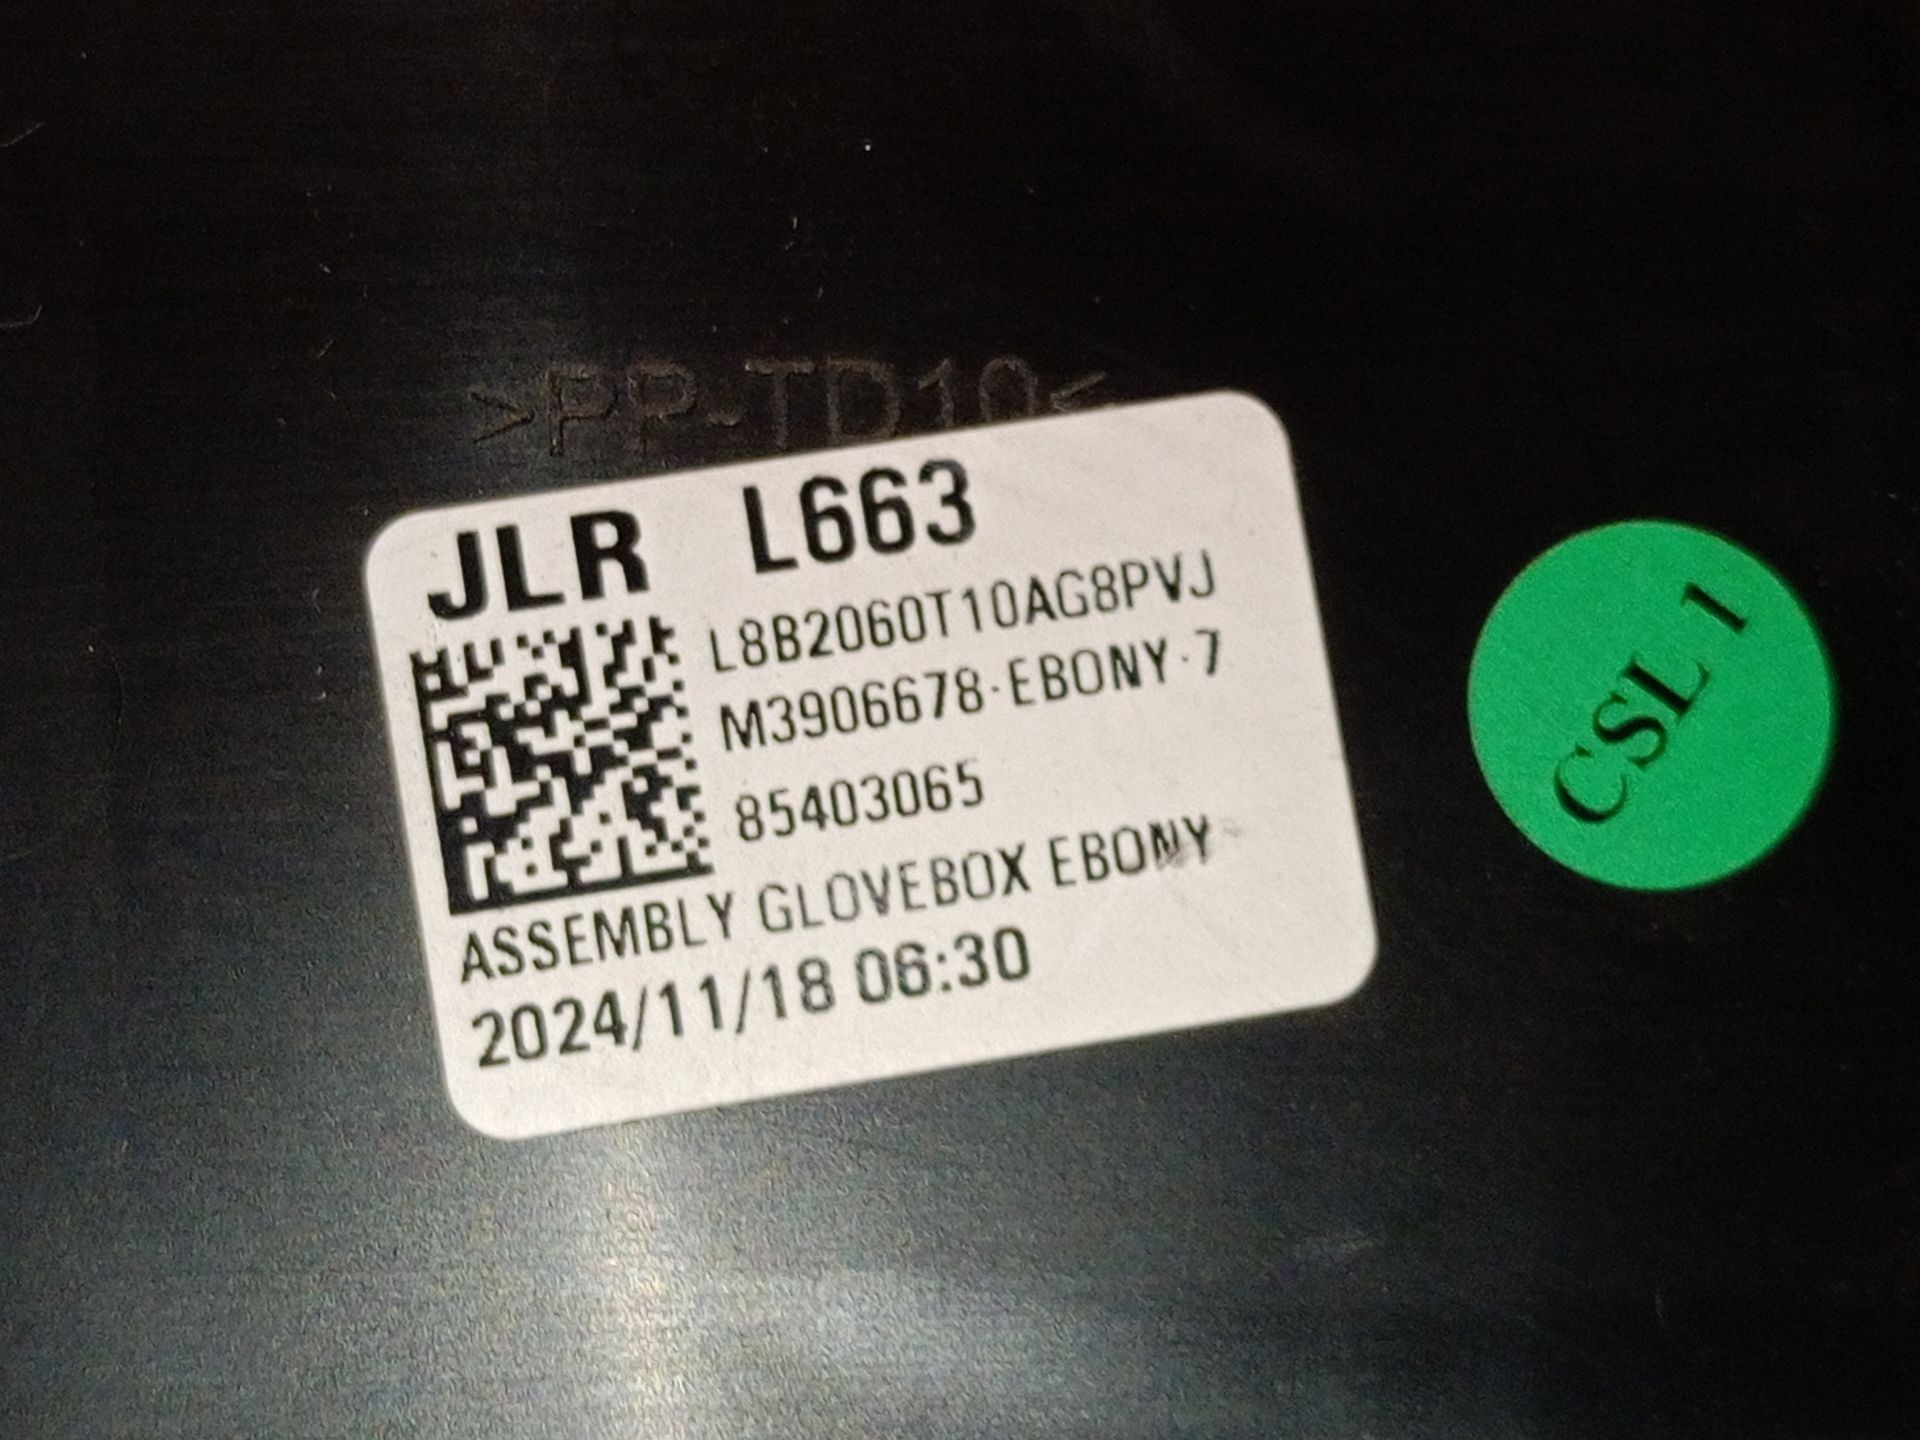 >PP-TD10<
JLR L663
L8B2060T10AG8PVJ
M3906678-EBONY-7
85403065
ASSEMBLY GLOVEBOX EBONY
2024/11/18 06:30
CSL 1